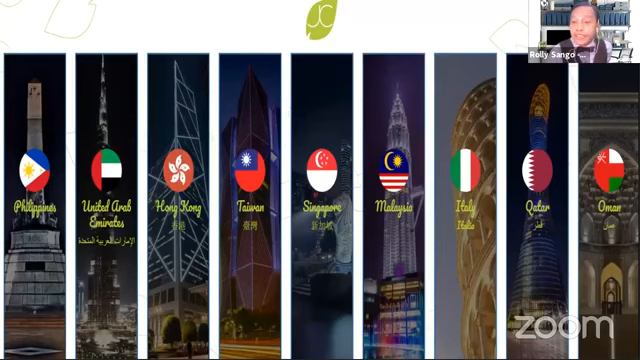 JC
Rolly Sango -...
Philippines
United Arab
Emirates
الإمارات العربية المتحدة
Hong Kong
香港
Taiwan
臺灣
Singapore
新加坡
Malaysia
Italy
Italia
Qatar
قطر
Oman
عمان
zoom